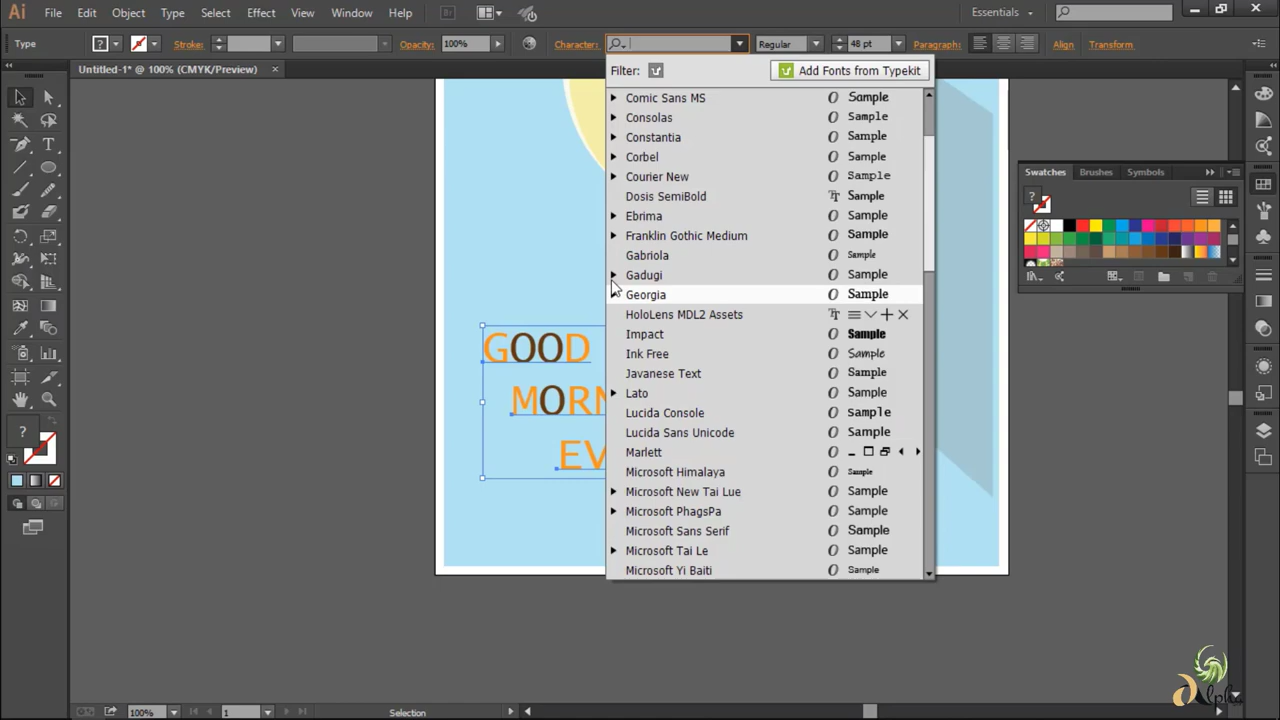 Ai File Edit Object Type Select Effect View Window Help Br Essentials
Type ? Stroke: Opacity: 100% Character: Regular 48 pt Paragraph: Align Transform
Untitled-1* @ 100% (CMYK/Preview)
Filter: Add Fonts from Typekit
Comic Sans MS Sample
Consolas Sample
Constantia Sample
Corbel Sample
Courier New Sample
Dosis SemiBold Sample
Ebrima Sample
Franklin Gothic Medium Sample
Gabriola Sample
Gadugi Sample
Georgia Sample
HoloLens MDL2 Assets
Impact Sample
Ink Free Sample
Javanese Text Sample
Lato Sample
Lucida Console Sample
Lucida Sans Unicode Sample
Marlett
Microsoft Himalaya Sample
Microsoft New Tai Lue Sample
Microsoft PhagsPa Sample
Microsoft Sans Serif Sample
Microsoft Tai Le Sample
Microsoft Yi Baiti Sample
Swatches Brushes Symbols
?
GOOD
MORN
EV
?
100% 1 Selection
alpha